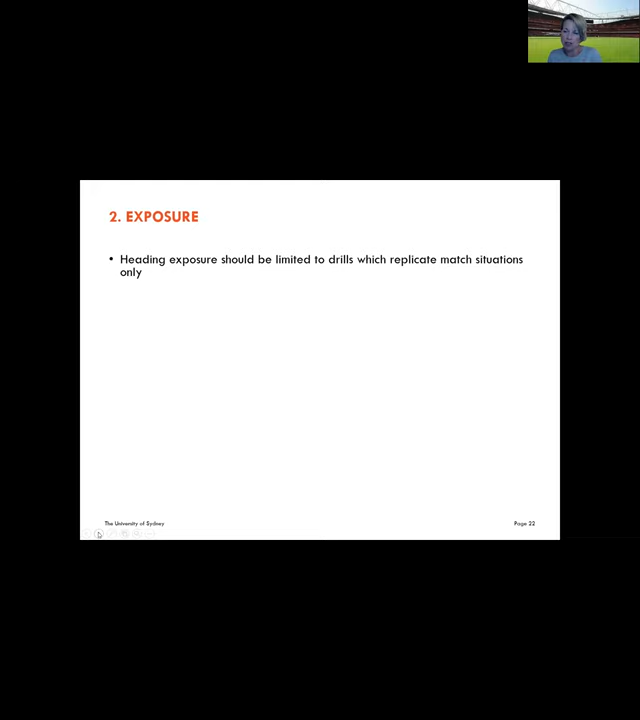 2. EXPOSURE
• Heading exposure should be limited to drills which replicate match situations
only
The University of Sydney
Page 22